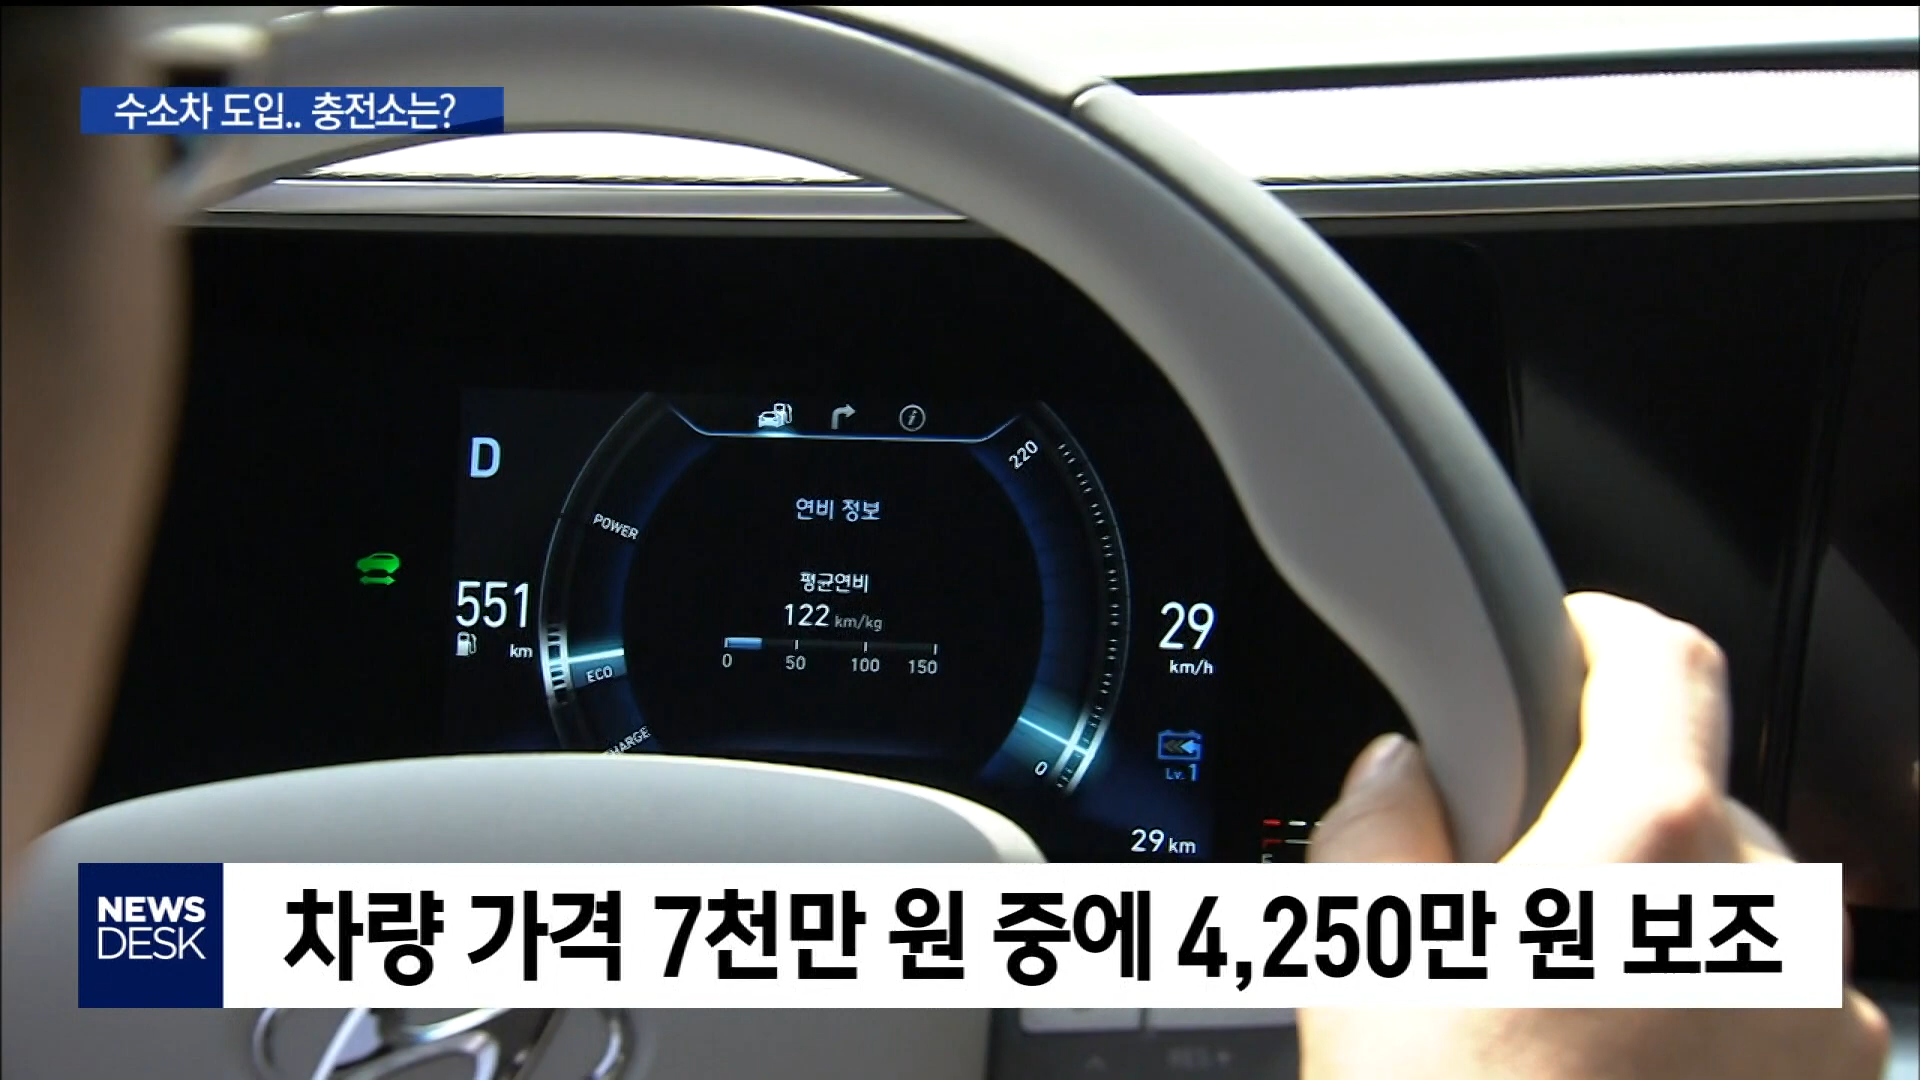 수소차 도입.. 충전소는?
D
220
연비 정보
POWER
평균연비
551
km
122 km/kg
29
km/h
0 50 100 150
ECO
CHARGE
0
Lv.1
29 km
NEWS
DESK
차량 가격 7천만 원 중에 4,250만 원 보조